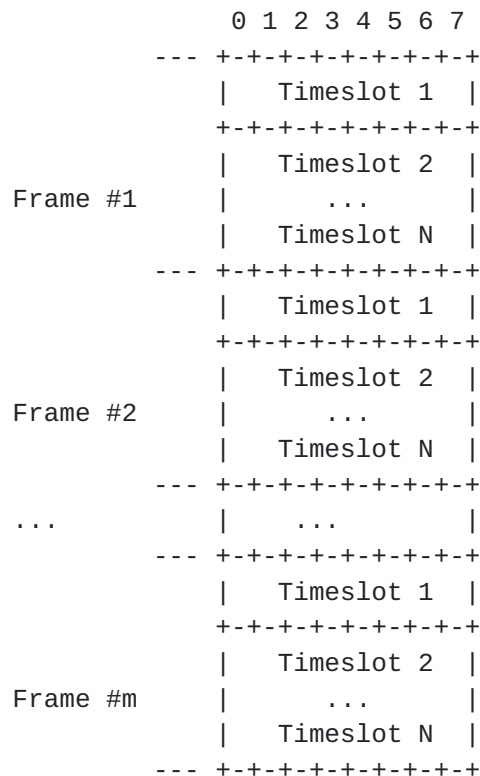 0 1 2 3 4 5 6 7
         --- +-+-+-+-+-+-+-+-+
             |   Timeslot 1  |
             +-+-+-+-+-+-+-+-+
             |   Timeslot 2  |
Frame #1     |      ...      |
             |   Timeslot N  |
         --- +-+-+-+-+-+-+-+-+
             |   Timeslot 1  |
             +-+-+-+-+-+-+-+-+
             |   Timeslot 2  |
Frame #2     |      ...      |
             |   Timeslot N  |
         --- +-+-+-+-+-+-+-+-+
...          |    ...        |
         --- +-+-+-+-+-+-+-+-+
             |   Timeslot 1  |
             +-+-+-+-+-+-+-+-+
             |   Timeslot 2  |
Frame #m     |      ...      |
             |   Timeslot N  |
         --- +-+-+-+-+-+-+-+-+